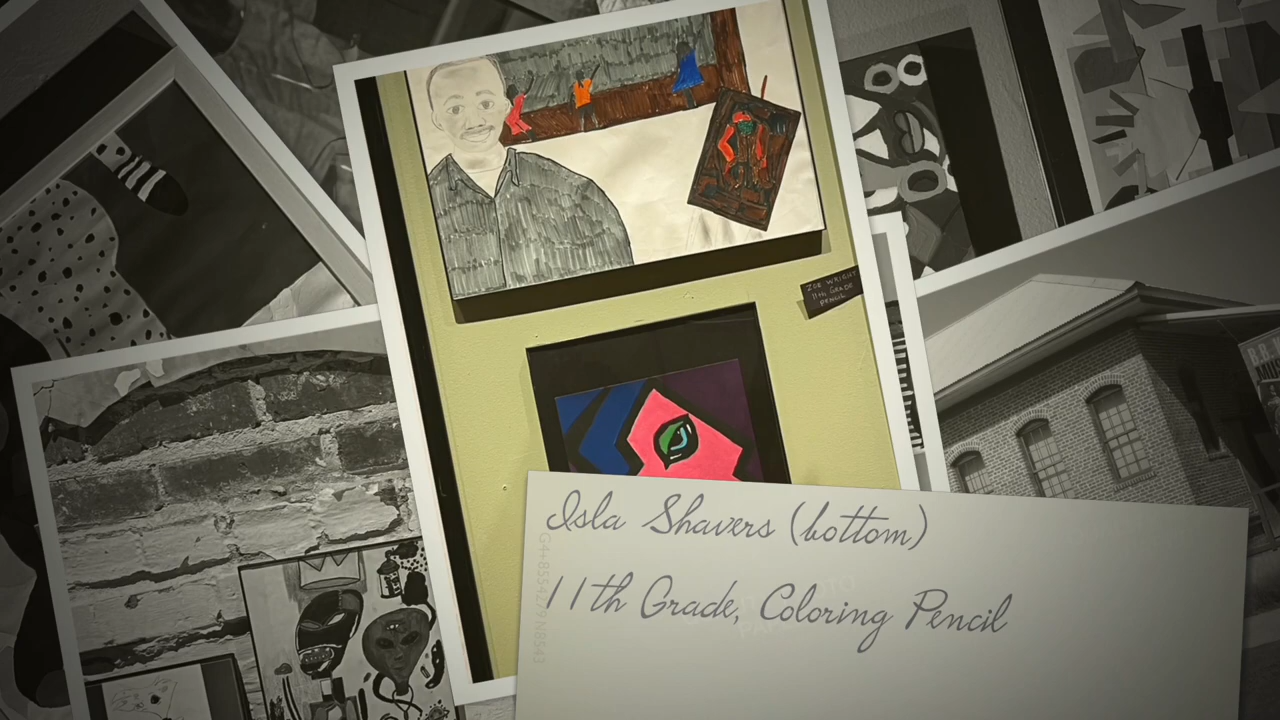 ZOE WRIGHT
11th GRADE
PENCIL
Isla Shavers (bottom)
11th Grade, Coloring Pencil